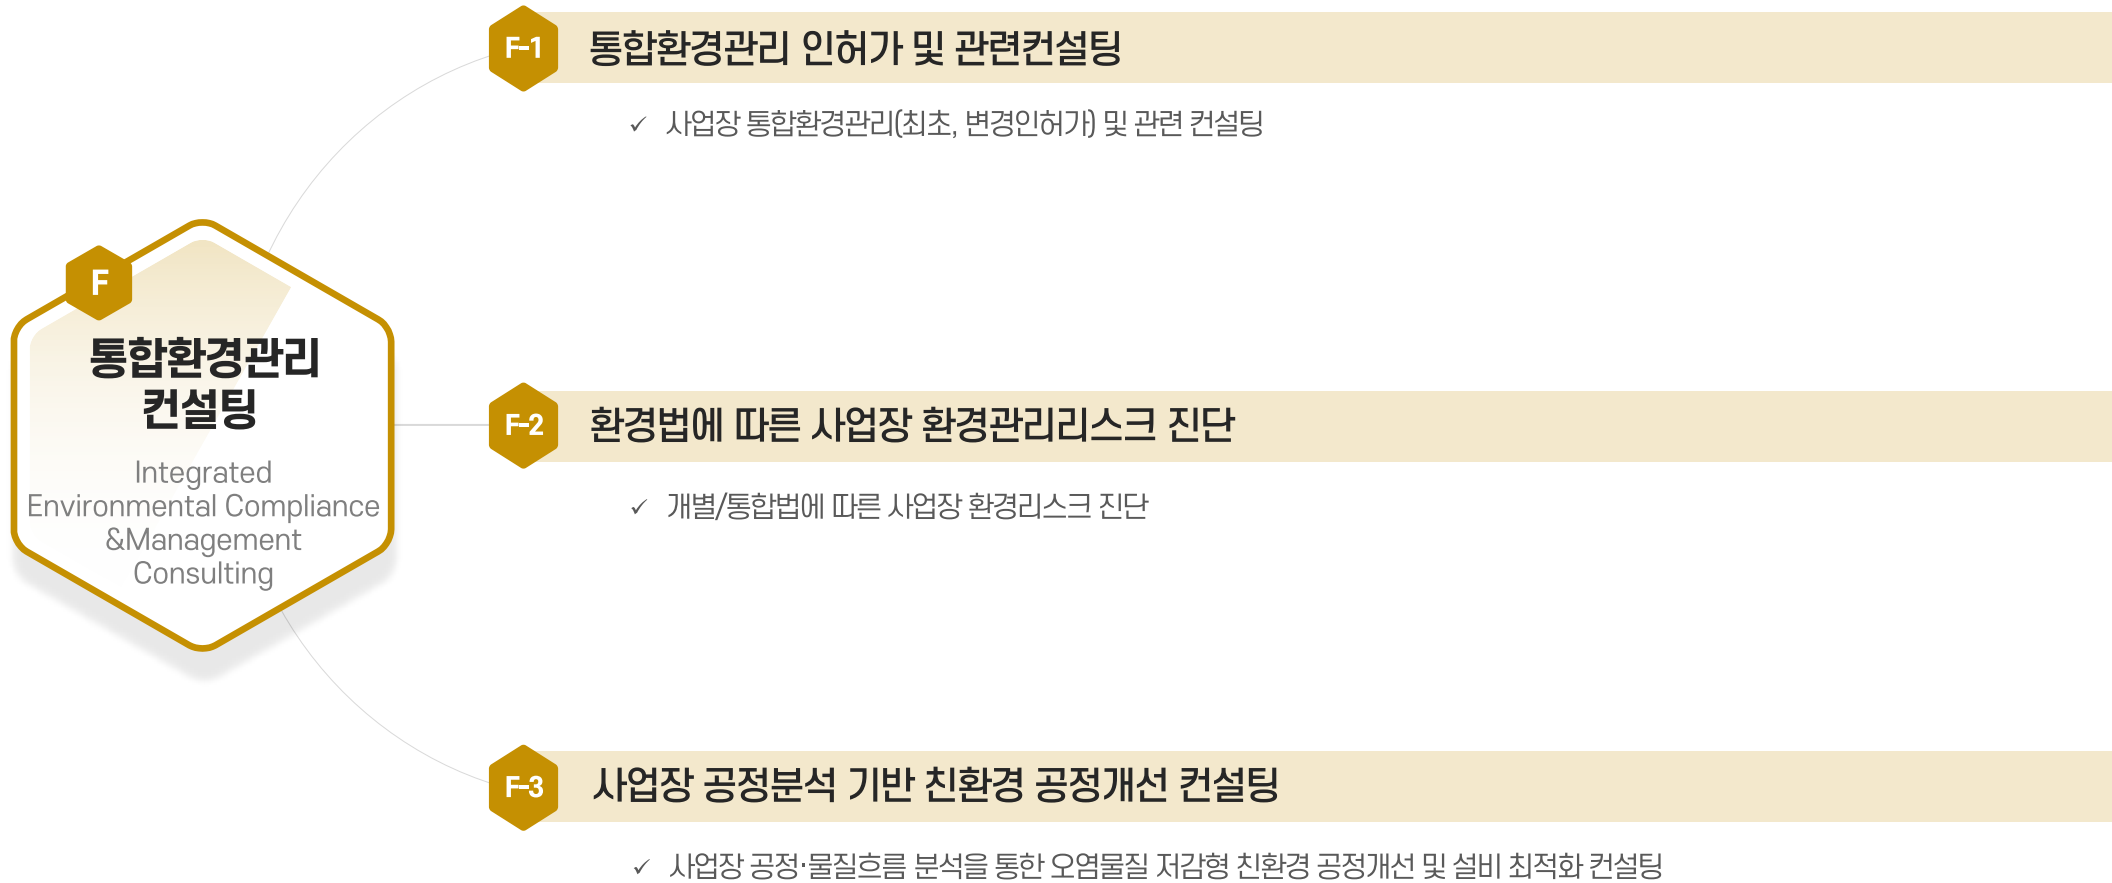 F
통합환경관리
컨설팅
Integrated
Environmental Compliance
&Management
Consulting
F-1
통합환경관리 인허가 및 관련컨설팅
✓ 사업장 통합환경관리(최초, 변경인허가) 및 관련 컨설팅
F-2
환경법에 따른 사업장 환경관리리스크 진단
✓ 개별/통합법에 따른 사업장 환경리스크 진단
F-3
사업장 공정분석 기반 친환경 공정개선 컨설팅
✓ 사업장 공정·물질흐름 분석을 통한 오염물질 저감형 친환경 공정개선 및 설비 최적화 컨설팅